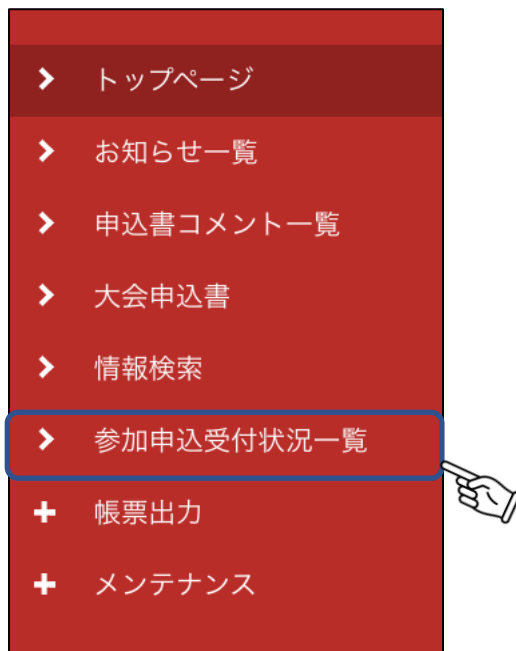 トップページ
お知らせ一覧
申込書コメント一覧
大会申込書
情報検索
参加申込受付状況一覧
帳票出力
メンテナンス